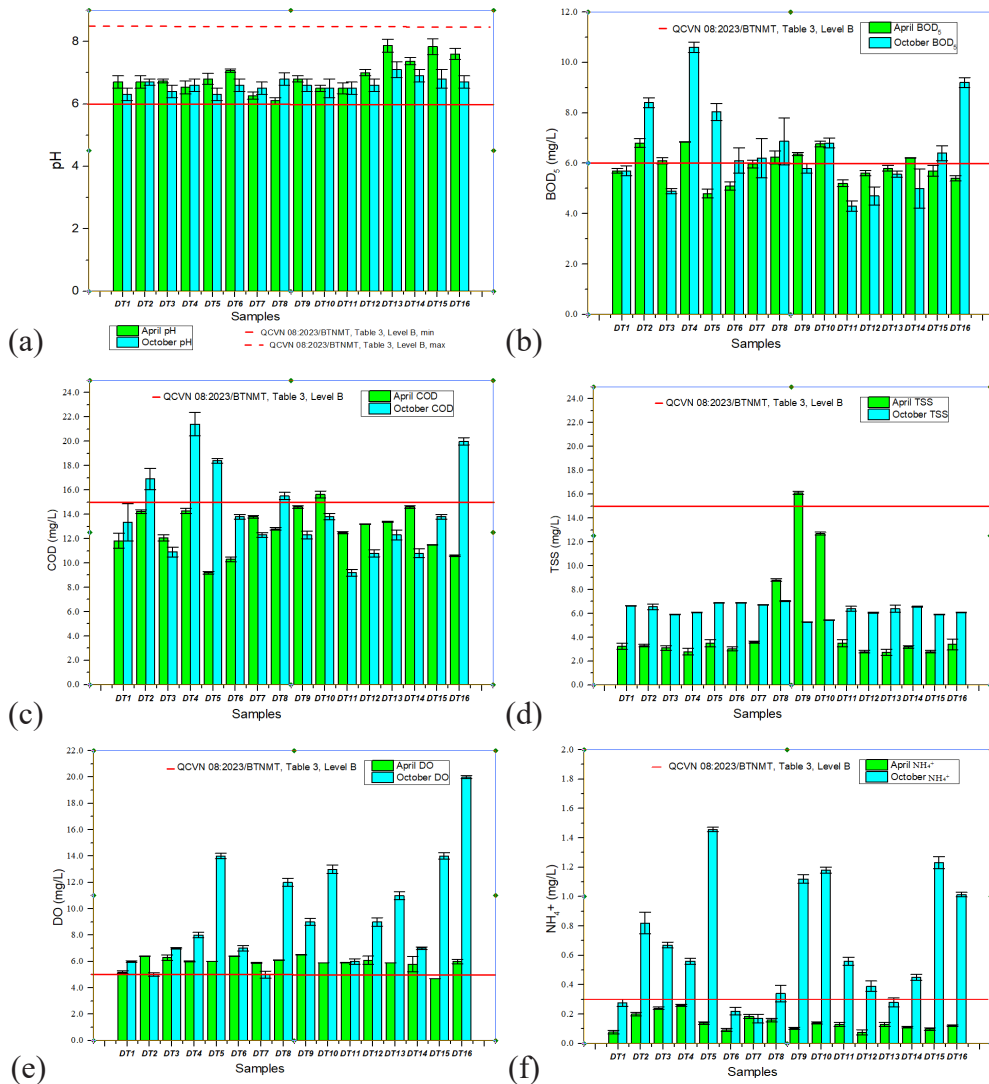 8
6
4
2
0
pH
DT1 DT2 DT3 DT4 DT5 DT6 DT7 DT8 DT9 DT10 DT11 DT12 DT13 DT14 DT15 DT16
Samples
April pH
October pH
QCVN 08:2023/BTNMT, Table 3, Level B, min
QCVN 08:2023/BTNMT, Table 3, Level B, max
(a)
12.0
10.0
8.0
6.0
4.0
2.0
0.0
BOD5 (mg/L)
QCVN 08:2023/BTNMT, Table 3, Level B
April BOD5
October BOD5
DT1 DT2 DT3 DT4 DT5 DT6 DT7 DT8 DT9 DT10 DT11 DT12 DT13 DT14 DT15 DT16
Samples
(b)
24.0
22.0
20.0
18.0
16.0
14.0
12.0
10.0
8.0
6.0
4.0
2.0
0.0
COD (mg/L)
QCVN 08:2023/BTNMT, Table 3, Level B
April COD
October COD
DT1 DT2 DT3 DT4 DT5 DT6 DT7 DT8 DT9 DT10 DT11 DT12 DT13 DT14 DT15 DT16
Samples
(c)
24.0
22.0
20.0
18.0
16.0
14.0
12.0
10.0
8.0
6.0
4.0
2.0
0.0
TSS (mg/L)
QCVN 08:2023/BTNMT, Table 3, Level B
April TSS
October TSS
DT1 DT2 DT3 DT4 DT5 DT6 DT7 DT8 DT9 DT10 DT11 DT12 DT13 DT14 DT15 DT16
Samples
(d)
22.0
20.0
18.0
16.0
14.0
12.0
10.0
8.0
6.0
4.0
2.0
0.0
DO (mg/L)
QCVN 08:2023/BTNMT, Table 3, Level B
April DO
October DO
DT1 DT2 DT3 DT4 DT5 DT6 DT7 DT8 DT9 DT10 DT11 DT12 DT13 DT14 DT15 DT16
Samples
(e)
2.0
1.8
1.6
1.4
1.2
1.0
0.8
0.6
0.4
0.2
0.0
NH4+ (mg/L)
QCVN 08:2023/BTNMT, Table 3, Level B
April NH₄⁺
October NH₄⁺
DT1 DT2 DT3 DT4 DT5 DT6 DT7 DT8 DT9 DT10 DT11 DT12 DT13 DT14 DT15 DT16
Samples
(f)